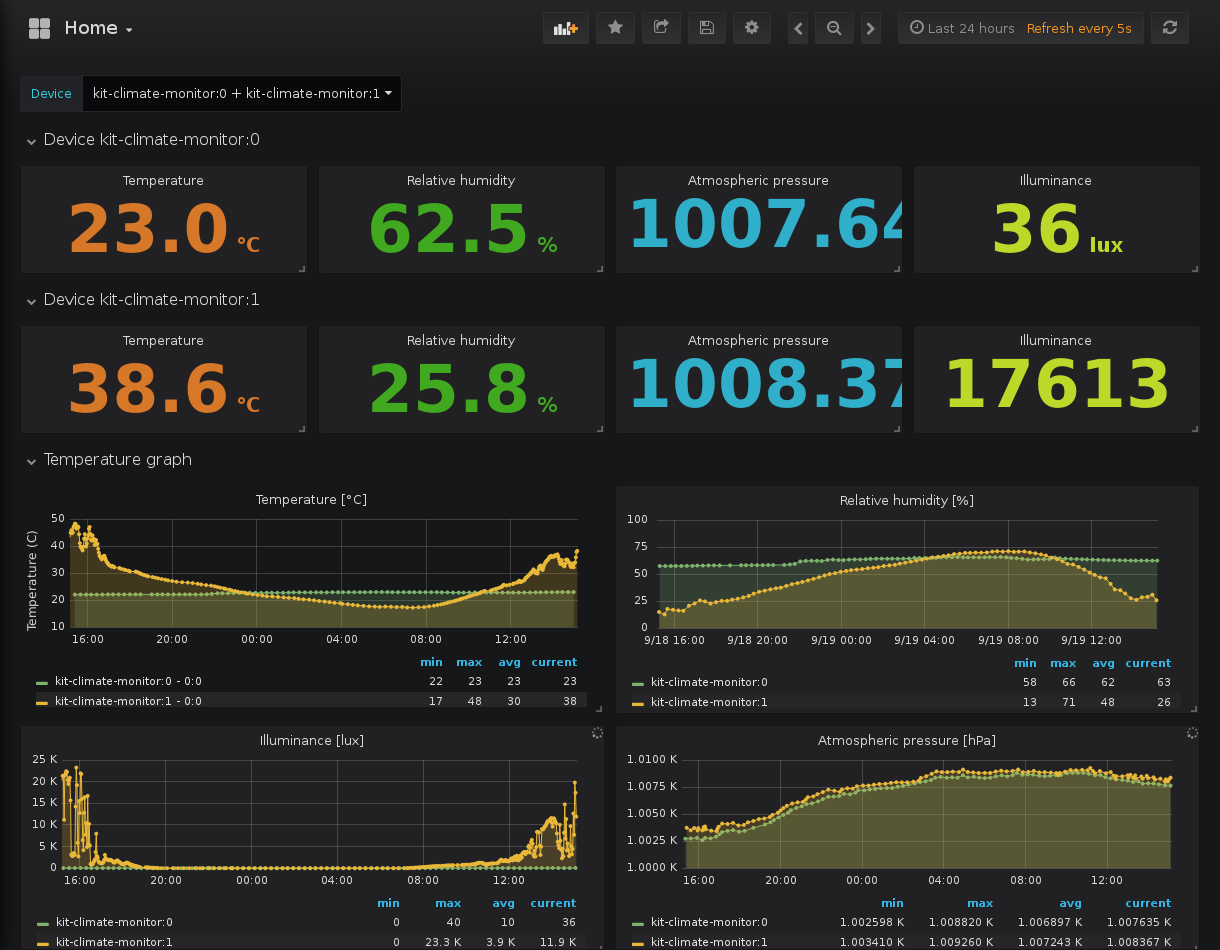 Home
Last 24 hours Refresh every 5s
Device kit-climate-monitor:0 + kit-climate-monitor:1
Device kit-climate-monitor:0
Temperature Relative humidity Atmospheric pressure Illuminance
23.0 °C 62.5 % 1007.64 36 lux
Device kit-climate-monitor:1
Temperature Relative humidity Atmospheric pressure Illuminance
38.6 °C 25.8 % 1008.37 17613
Temperature graph
Temperature [°C]
Temperature (C)
50
40
30
20
10
16:00 20:00 00:00 04:00 08:00 12:00
min max avg current
kit-climate-monitor:0 - 0:0 22 23 23 23
kit-climate-monitor:1 - 0:0 17 48 30 38
Relative humidity [%]
100
75
50
25
0
9/18 16:00 9/18 20:00 9/19 00:00 9/19 04:00 9/19 08:00 9/19 12:00
min max avg current
kit-climate-monitor:0 58 66 62 63
kit-climate-monitor:1 13 71 48 26
Illuminance [lux]
25 K
20 K
15 K
10 K
5 K
0
16:00 20:00 00:00 04:00 08:00 12:00
min max avg current
kit-climate-monitor:0 0 40 10 36
kit-climate-monitor:1 0 23.3 K 3.9 K 11.9 K
Atmospheric pressure [hPa]
1.0100 K
1.0075 K
1.0050 K
1.0025 K
1.0000 K
16:00 20:00 00:00 04:00 08:00 12:00
min max avg current
kit-climate-monitor:0 1.002598 K 1.008820 K 1.006897 K 1.007635 K
kit-climate-monitor:1 1.003410 K 1.009260 K 1.007243 K 1.008367 K